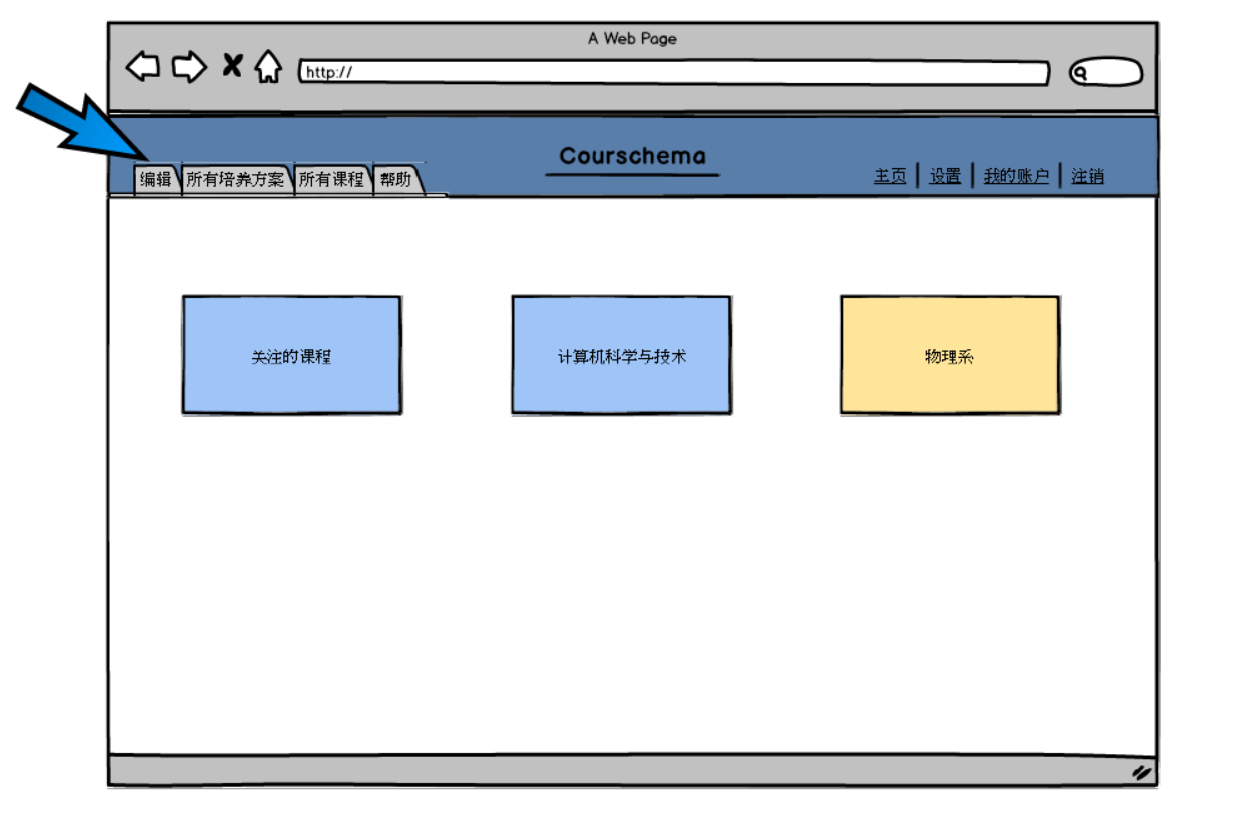 A Web Page
http://
Courschema
编辑 所有培养方案 所有课程 帮助
主页 设置 我的账户 注销
关注的课程 计算机科学与技术 物理系